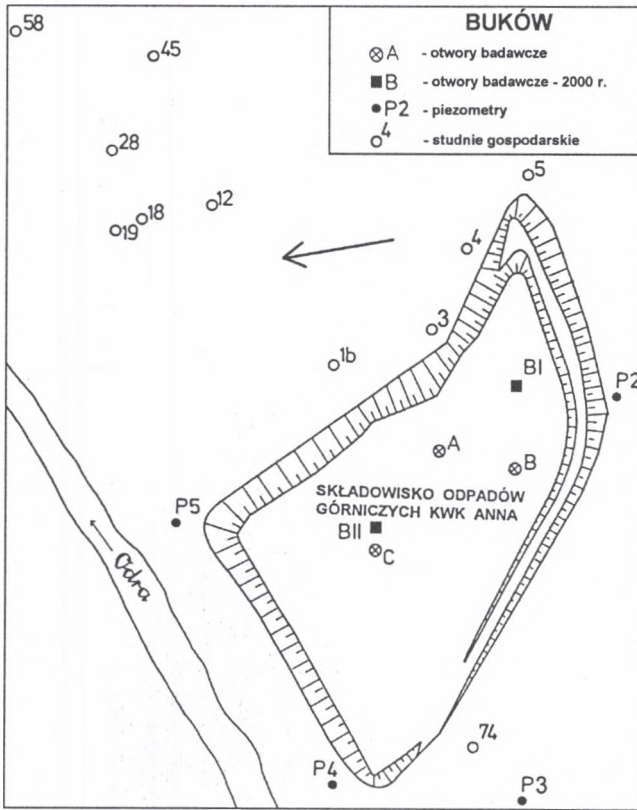 58
45
28
12
18
19
BUKÓW
A - otwory badawcze
B - otwory badawcze - 2000 r.
P2 - piezometry
4 - studnie gospodarskie
5
4
3
1b
BI
P2
A
B
SKŁADOWISKO ODPADÓW
GÓRNICZYCH KWK ANNA
P5
BII
C
Odra
74
P4
P3